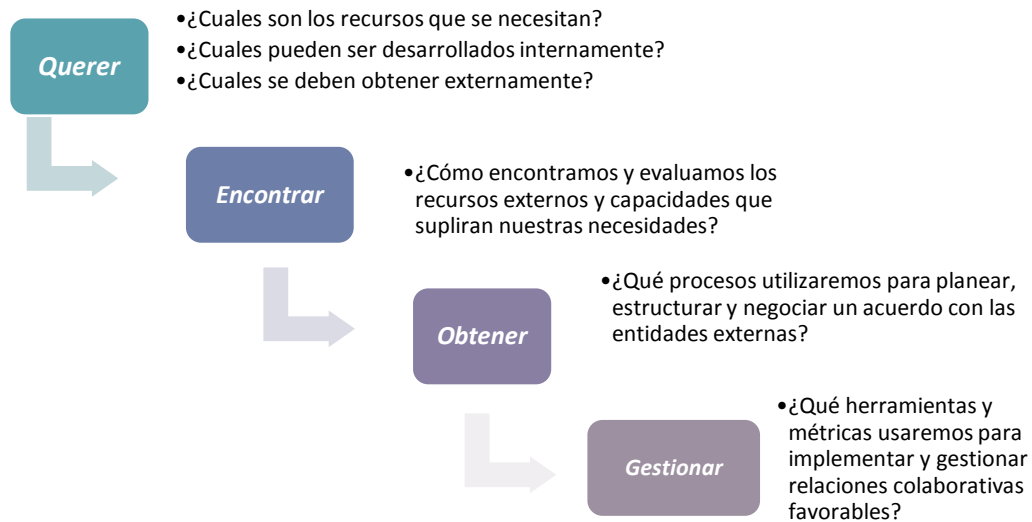 Querer
•¿Cuales son los recursos que se necesitan?
•¿Cuales pueden ser desarrollados internamente?
•¿Cuales se deben obtener externamente?
Encontrar
•¿Cómo encontramos y evaluamos los
recursos externos y capacidades que
supliran nuestras necesidades?
Obtener
•¿Qué procesos utilizaremos para planear,
estructurar y negociar un acuerdo con las
entidades externas?
Gestionar
•¿Qué herramientas y
métricas usaremos para
implementar y gestionar
relaciones colaborativas
favorables?